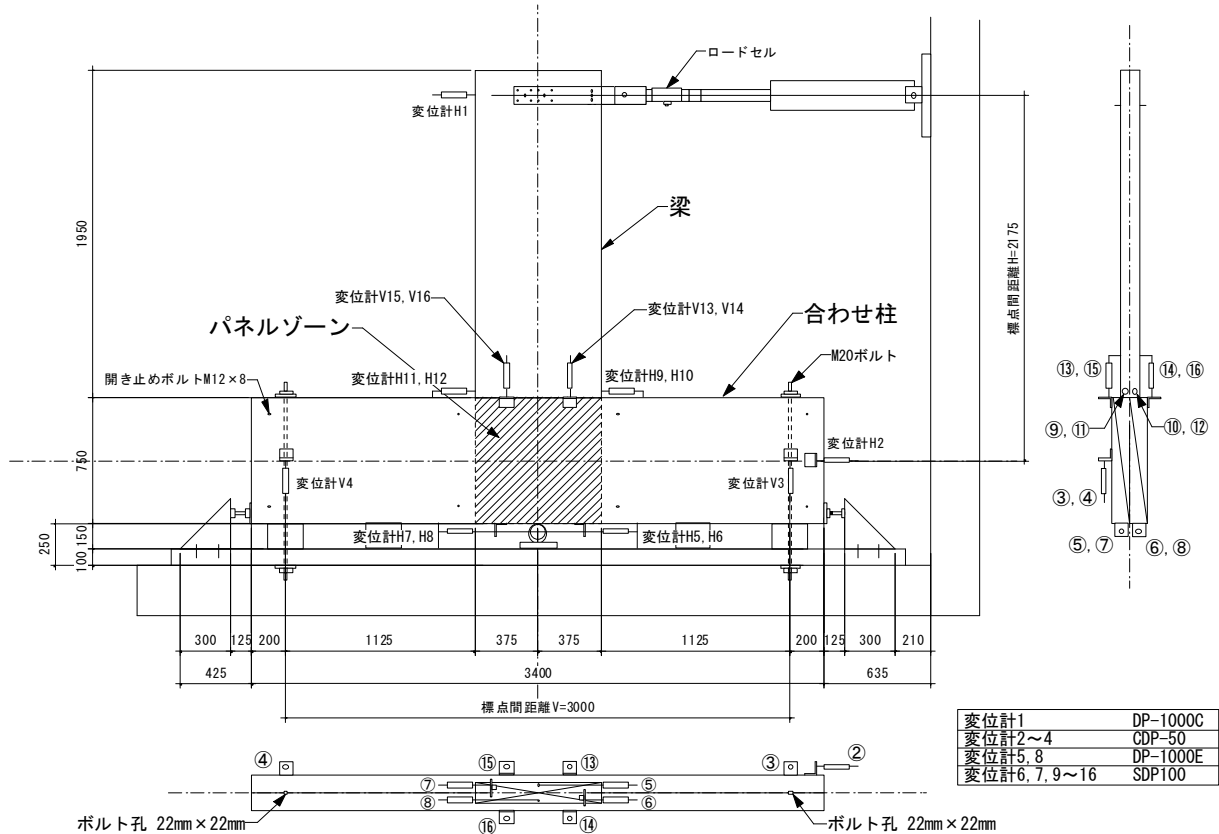 ロードセル
変位計H1
梁
1950
標点間距離H=2175
変位計V15, V16
変位計V13, V14
パネルゾーン
合わせ柱
M20ボルト
開き止めボルトM12×8
変位計H11, H12
変位計H9, H10
変位計H2
750
変位計V4
変位計V3
変位計H7, H8
変位計H5, H6
250
150
100
⑬, ⑮
⑭, ⑯
⑨, ⑪
⑩, ⑫
③, ④
⑤, ⑦
⑥, ⑧
300 125 200 1125 375 375 1125 200 125 300 210
425 3400 635
標点間距離V=3000
変位計1 DP-1000C
変位計2～4 CDP-50
変位計5,8 DP-1000E
変位計6,7,9～16 SDP100
④ ⑮ ⑬ ③ ②
⑦ ⑤
⑧ ⑥
⑯ ⑭
ボルト孔 22mm×22mm
ボルト孔 22mm×22mm